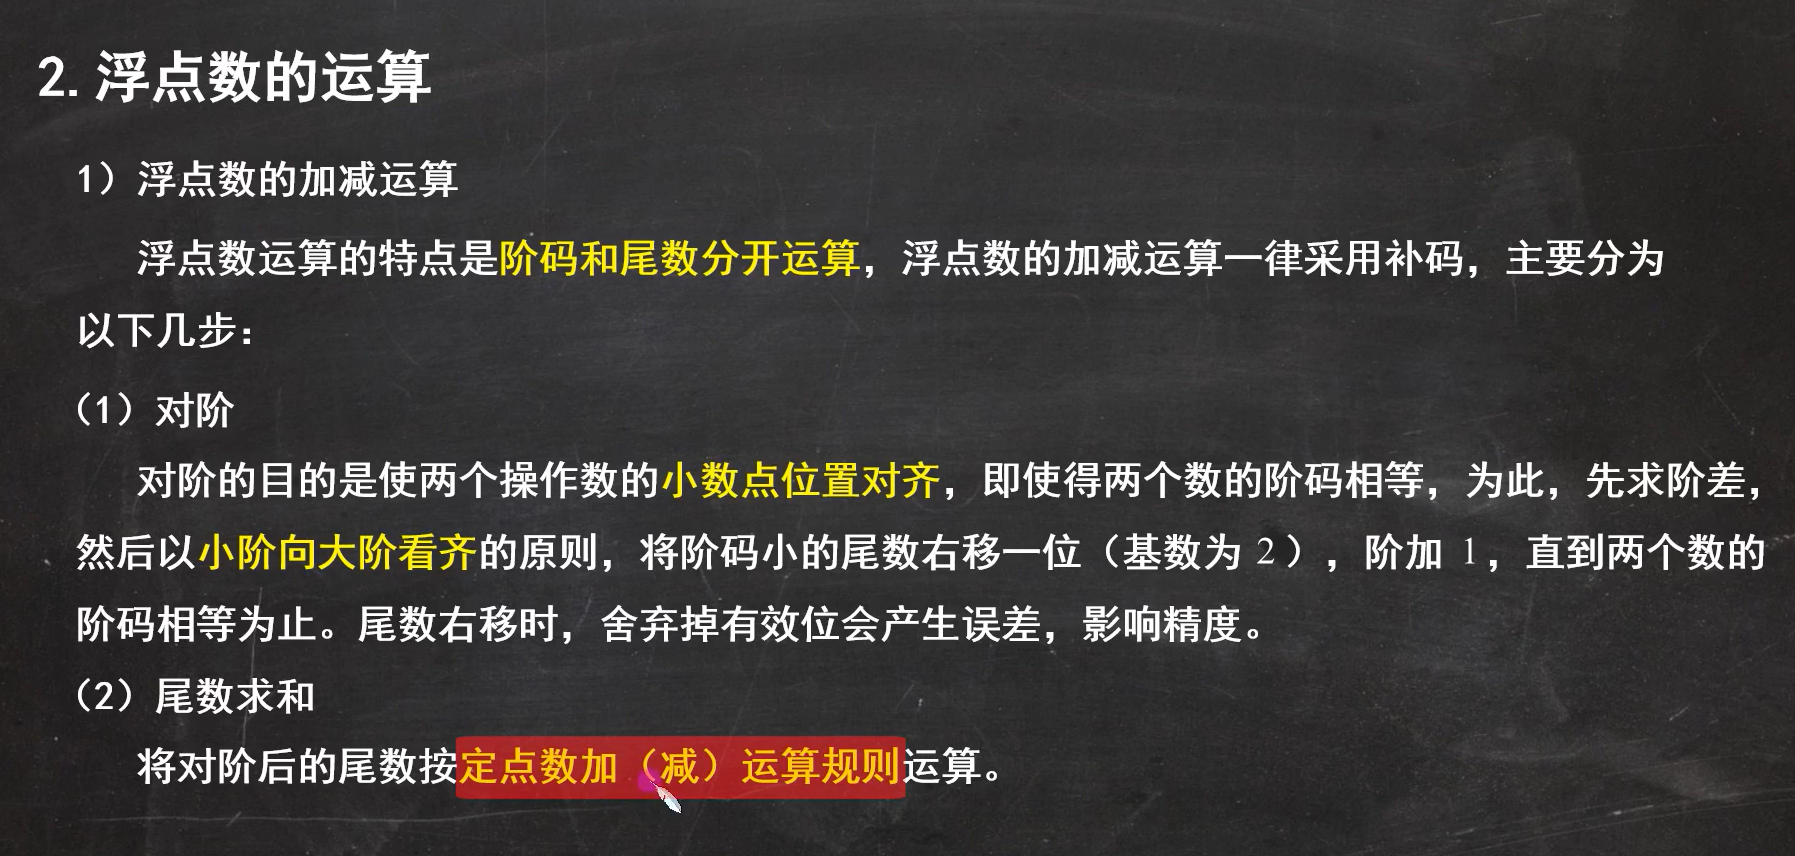 2. 浮点数的运算
1）浮点数的加减运算
浮点数运算的特点是阶码和尾数分开运算，浮点数的加减运算一律采用补码，主要分为
以下几步：
（1）对阶
对阶的目的是使两个操作数的小数点位置对齐，即使得两个数的阶码相等，为此，先求阶差，
然后以小阶向大阶看齐的原则，将阶码小的尾数右移一位（基数为 2），阶加 1，直到两个数的
阶码相等为止。尾数右移时，舍弃掉有效位会产生误差，影响精度。
（2）尾数求和
将对阶后的尾数按定点数加（减）运算规则运算。